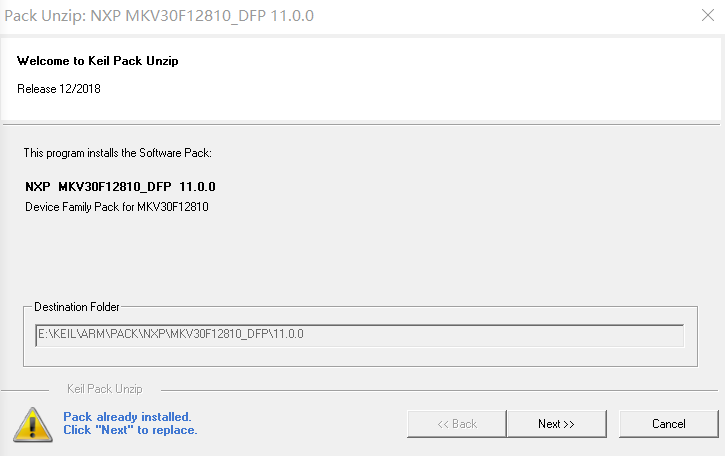 Pack Unzip: NXP MKV30F12810_DFP 11.0.0
Welcome to Keil Pack Unzip
Release 12/2018
This program installs the Software Pack:
NXP MKV30F12810_DFP 11.0.0
Device Family Pack for MKV30F12810
Destination Folder
E:\KEIL\ARM\PACK\NXP\MKV30F12810_DFP\11.0.0
Keil Pack Unzip
Pack already installed.
Click "Next" to replace.
<< Back
Next >>
Cancel